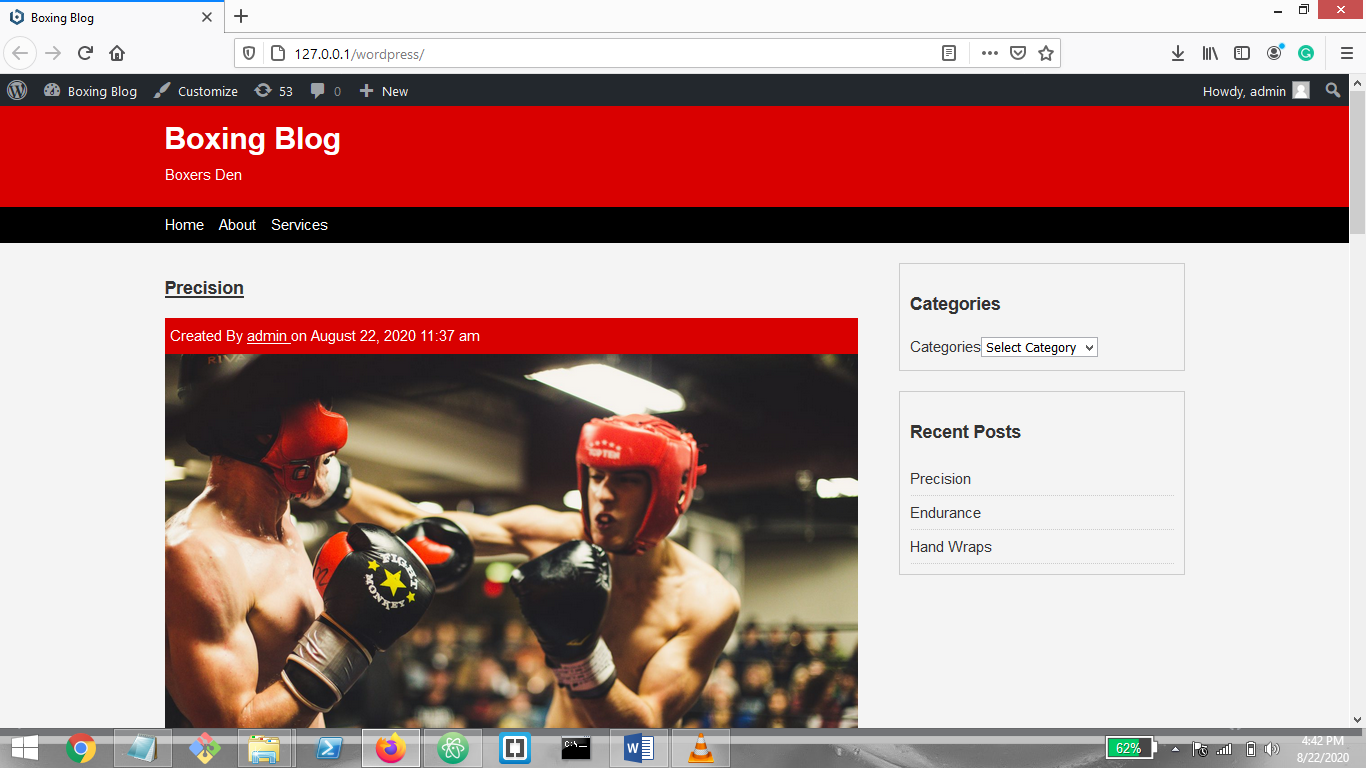 Boxing Blog
127.0.0.1/wordpress/
Boxing Blog Customize 53 0 New Howdy, admin
Boxing Blog
Boxers Den
Home About Services
Precision
Created By admin on August 22, 2020 11:37 am
RIVA
TOP TEN
FIGHT
MONKEY
Categories
Categories Select Category
Recent Posts
Precision
Endurance
Hand Wraps
62%
4:42 PM
8/22/2020